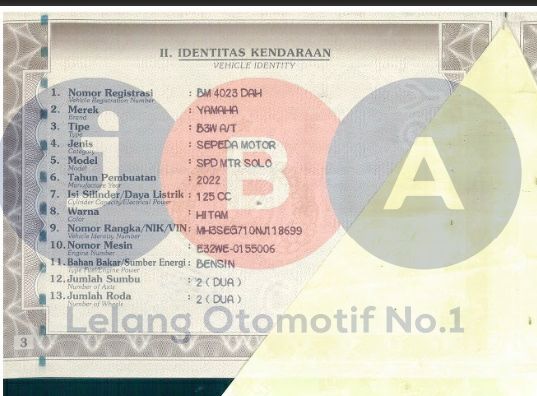 II. IDENTITAS KENDARAAN
VEHICLE IDENTITY
1. Nomor Registrasi : BM 4023 DAH
Vehicle Registration Number
2. Merek : YAMAHA
Brand
3. Tipe : B3W A/T
Type
4. Jenis : SEPEDA MOTOR
Category
5. Model : SPD MTR SOLO
Model
6. Tahun Pembuatan : 2022
Manufacture Year
7. Isi Silinder/Daya Listrik : 125 CC
Cylinder Capacity/Electrical Power
8. Warna : HITAM
Color
9. Nomor Rangka/NIK/VIN : MH3SEG710NJ118699
Vehicle Identity Number
10. Nomor Mesin : E32WE-0155006
Engine Number
11. Bahan Bakar/Sumber Energi : BENSIN
Type Fuel/Engine Power
12. Jumlah Sumbu : 2 ( DUA )
Number of Axle
13. Jumlah Roda : 2 ( DUA )
Number of Wheels
iBA
Lelang Otomotif No.1
3